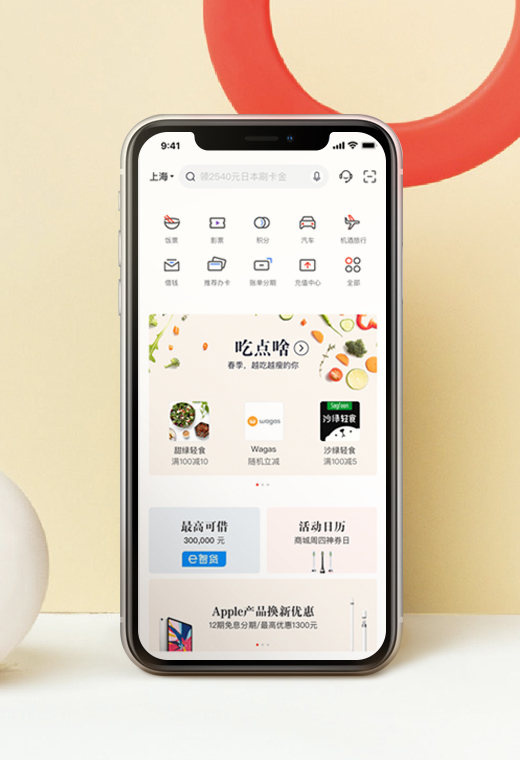 9:41
上海
领2540元日本刷卡金
饭票
影票
积分
汽车
机酒旅行
借钱
推荐办卡
账单分期
充值中心
全部
吃点啥
春季，越吃越瘦的你
wagas
沙绿轻食
甜绿轻食
Wagas
沙绿轻食
满100减10
随机立减
满100减5
最高可借
活动日历
300,000 元
商城周四神券日
e智贷
Apple产品换新优惠
12期免息分期/最高优惠1300元